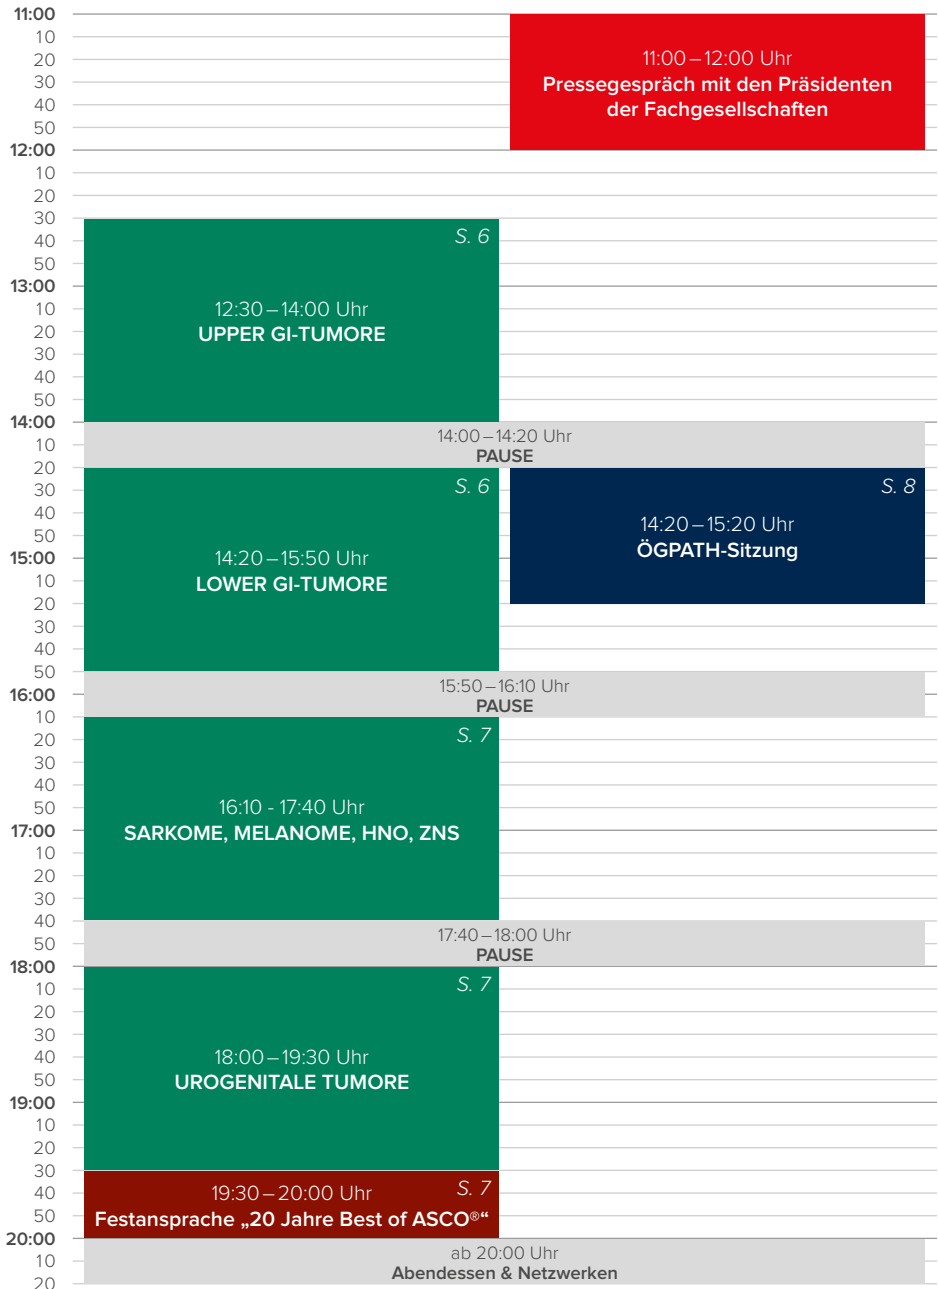 11:00
10
20
30
40
50
12:00
10
20
30
40
50
13:00
10
20
30
40
50
14:00
10
20
30
40
50
15:00
10
20
30
40
50
16:00
10
20
30
40
50
17:00
10
20
30
40
50
18:00
10
20
30
40
50
19:00
10
20
30
40
50
20:00
10
20
11:00 – 12:00 Uhr
Pressegespräch mit den Präsidenten
der Fachgesellschaften
S. 6
12:30 – 14:00 Uhr
UPPER GI-TUMORE
14:00 – 14:20 Uhr
PAUSE
S. 6
14:20 – 15:50 Uhr
LOWER GI-TUMORE
S. 8
14:20 – 15:20 Uhr
ÖGPATH-Sitzung
15:50 – 16:10 Uhr
PAUSE
S. 7
16:10 - 17:40 Uhr
SARKOME, MELANOME, HNO, ZNS
17:40 – 18:00 Uhr
PAUSE
S. 7
18:00 – 19:30 Uhr
UROGENITALE TUMORE
19:30 – 20:00 Uhr S. 7
Festansprache „20 Jahre Best of ASCO®“
ab 20:00 Uhr
Abendessen & Netzwerken